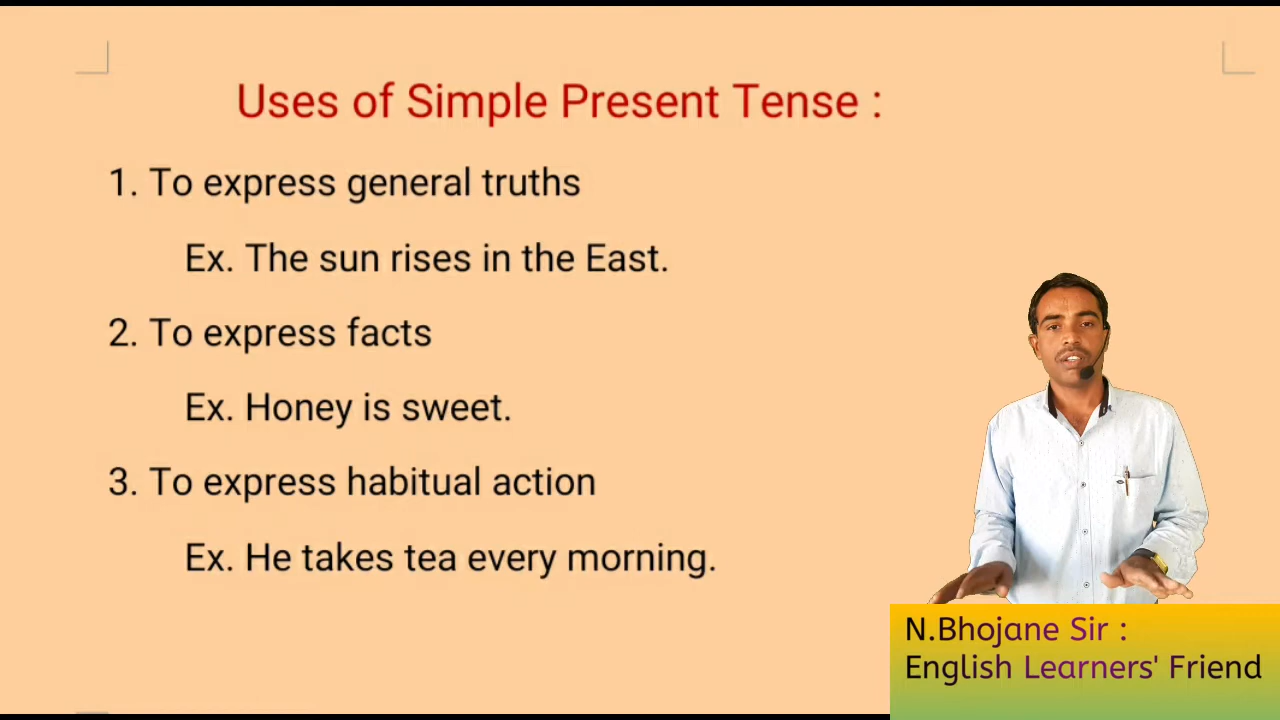 Uses of Simple Present Tense :
1. To express general truths
Ex. The sun rises in the East.
2. To express facts
Ex. Honey is sweet.
3. To express habitual action
Ex. He takes tea every morning.
N.Bhojane Sir :
English Learners' Friend